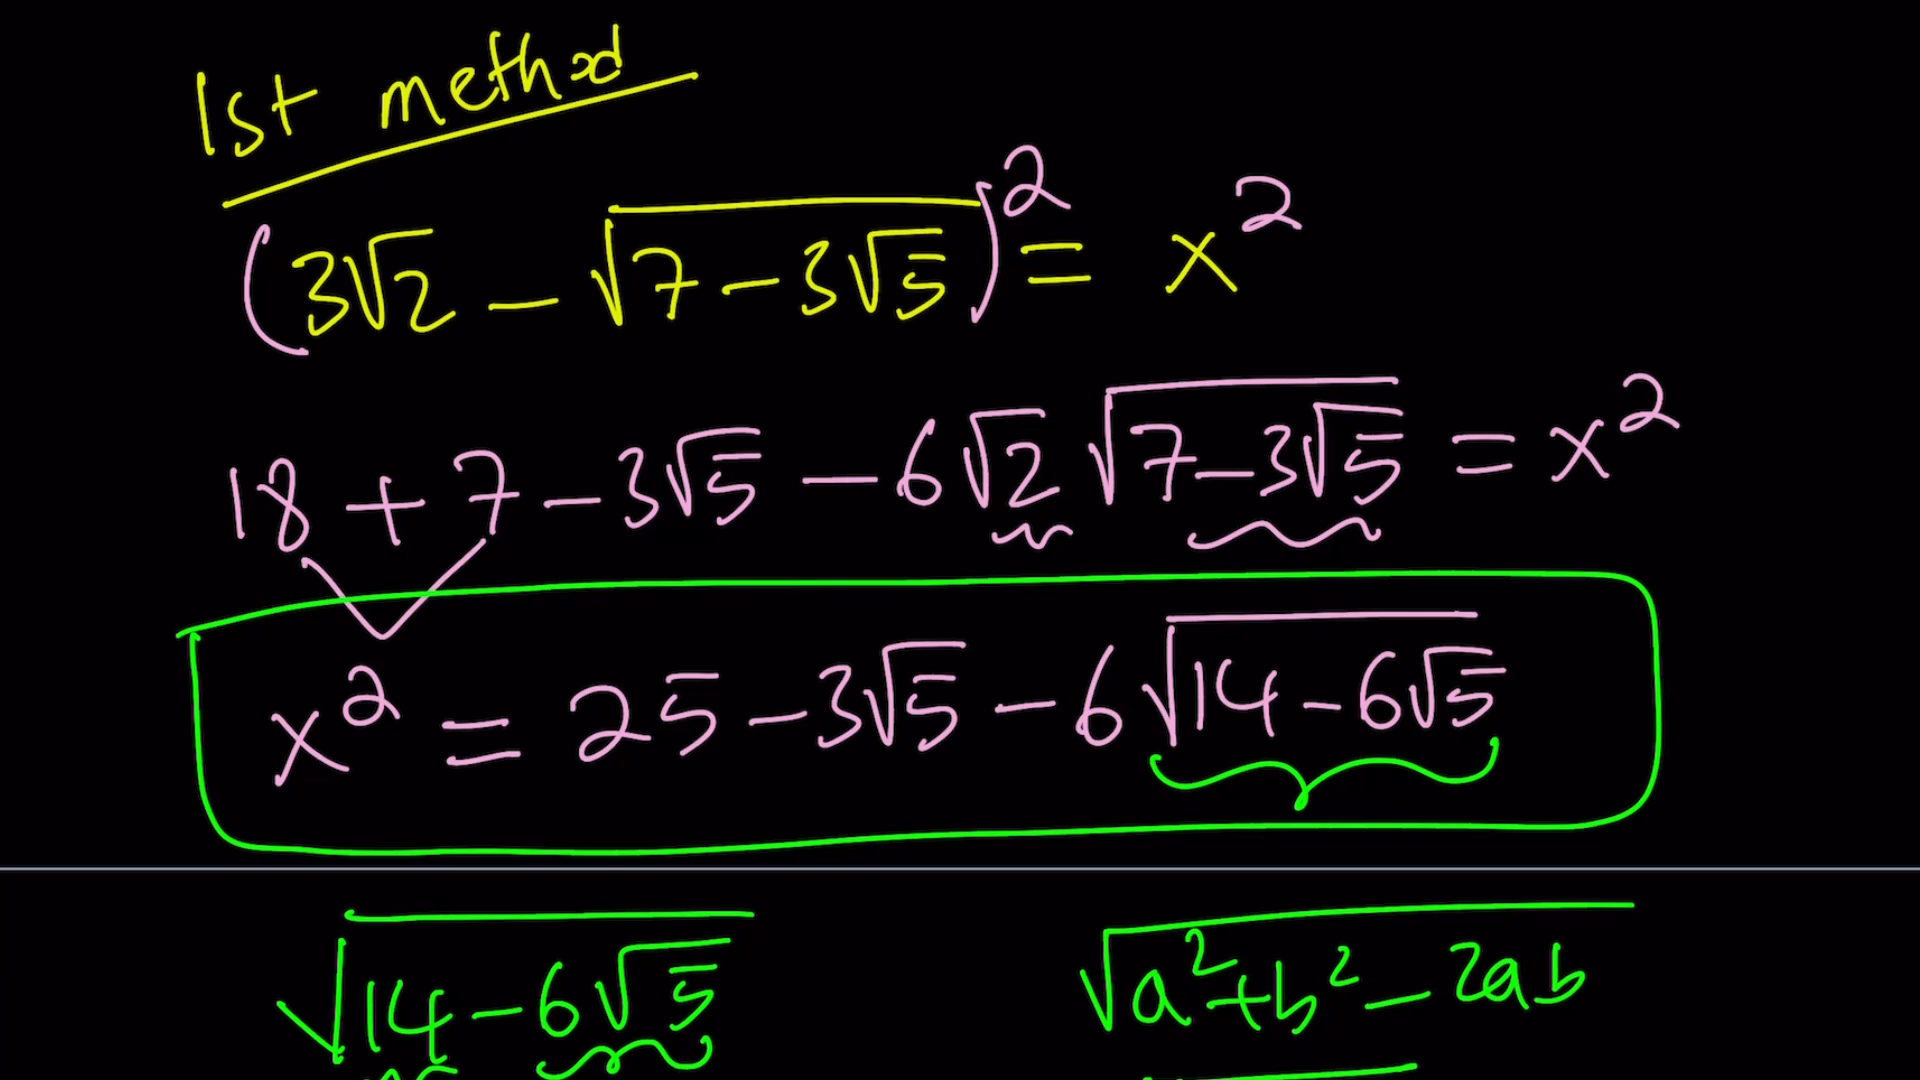 1st method
(3√2 − √(7 − 3√5))² = x²
18 + 7 − 3√5 − 6√2 √(7 − 3√5) = x²
x² = 25 − 3√5 − 6√(14 − 6√5)
√(14 − 6√5) √(a² + b² − 2ab)